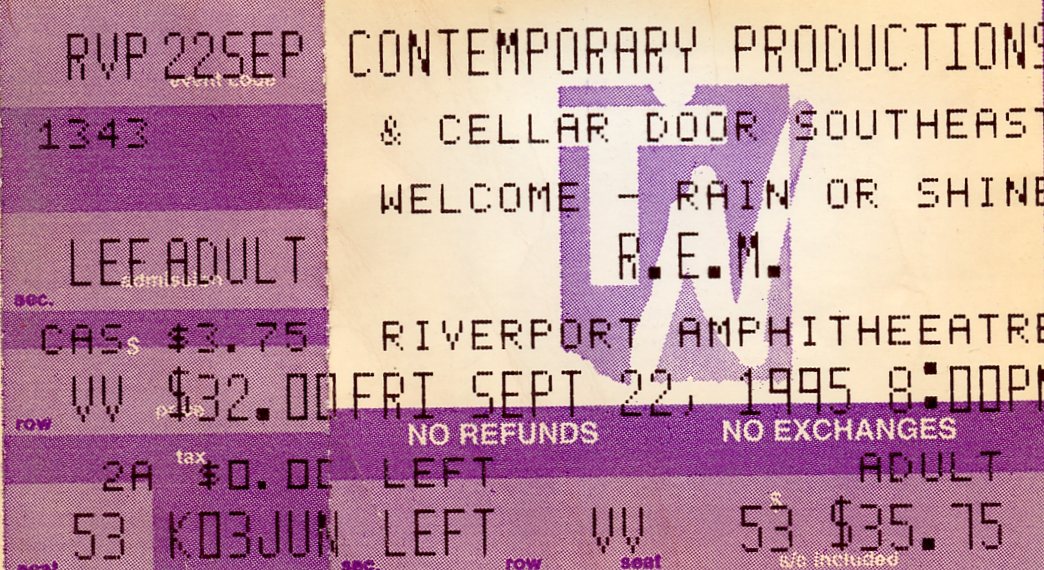 RVP 22SEP
event code
1343
LEF ADULT
admission
sec.
CAS $ $3.75
VV $32.00
row price
tax
2A $0.00
53 K03JUN
seat
CONTEMPORARY PRODUCTIONS
& CELLAR DOOR SOUTHEAST
WELCOME - RAIN OR SHINE
R.E.M.
RIVERPORT AMPHITHEEATRE
FRI SEPT 22, 1995 8:00PM
NO REFUNDS NO EXCHANGES
LEFT ADULT
$
LEFT VV 53 $35.75
sec. row seat s/c included